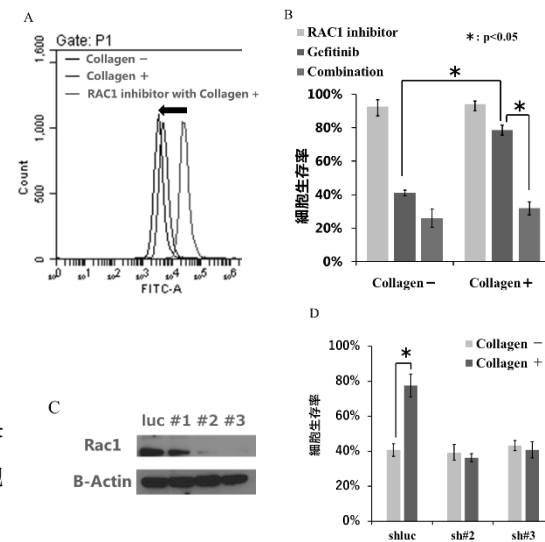 A
Gate: P1
Collagen −
Collagen +
RAC1 inhibitor with Collagen +
1,600
1,000
500
0
Count
FITC-A
B
RAC1 inhibitor
Gefitinib
Combination
*: p<0.05
*
*
100%
80%
60%
40%
20%
0%
細胞生存率
Collagen −
Collagen +
C
luc #1 #2 #3
Rac1
B-Actin
D
Collagen −
Collagen +
*
100%
80%
60%
40%
20%
0%
細胞生存率
shluc
sh#2
sh#3